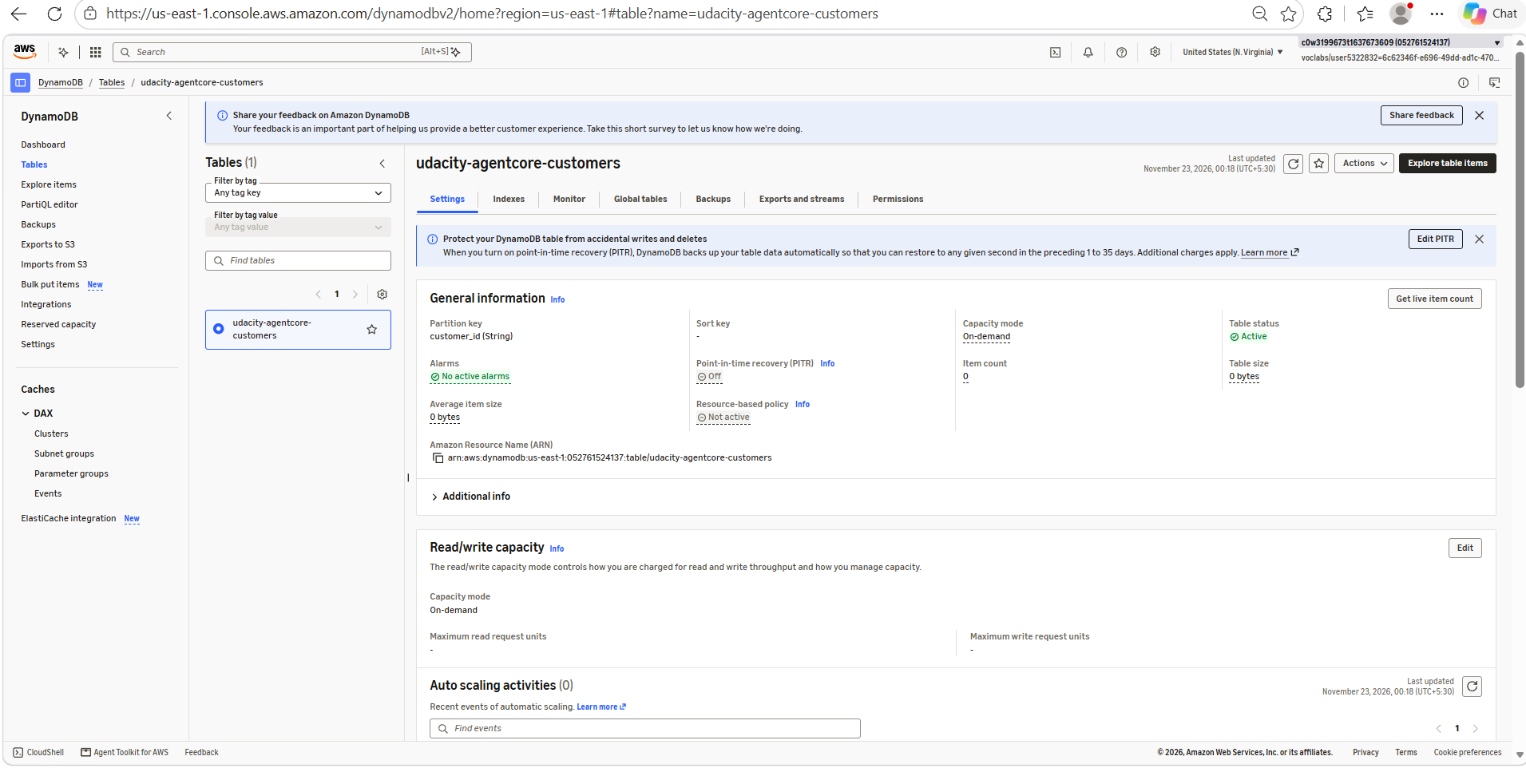 https://us-east-1.console.aws.amazon.com/dynamodbv2/home?region=us-east-1#table?name=udacity-agentcore-customers
Chat
aws
Search
[Alt+S]
United States (N. Virginia)
c0w3199673t1637673609 (052761524137)
voclabs/user5322832=6c62346f-e696-49dd-ad1c-470...
DynamoDB / Tables / udacity-agentcore-customers
DynamoDB
Dashboard
Tables
Explore items
PartiQL editor
Backups
Exports to S3
Imports from S3
Bulk put items New
Integrations
Reserved capacity
Settings
Caches
DAX
Clusters
Subnet groups
Parameter groups
Events
ElastiCache integration New
Share your feedback on Amazon DynamoDB
Your feedback is an important part of helping us provide a better customer experience. Take this short survey to let us know how we're doing.
Share feedback
Tables (1)
Filter by tag
Any tag key
Filter by tag value
Any tag value
Find tables
1
udacity-agentcore-
customers
udacity-agentcore-customers
Last updated
November 23, 2026, 00:18 (UTC+5:30)
Actions
Explore table items
Settings
Indexes
Monitor
Global tables
Backups
Exports and streams
Permissions
Protect your DynamoDB table from accidental writes and deletes
When you turn on point-in-time recovery (PITR), DynamoDB backs up your table data automatically so that you can restore to any given second in the preceding 1 to 35 days. Additional charges apply. Learn more
Edit PITR
General information Info
Get live item count
Partition key
customer_id (String)
Sort key
-
Capacity mode
On-demand
Table status
Active
Alarms
No active alarms
Point-in-time recovery (PITR) Info
Off
Item count
0
Table size
0 bytes
Average item size
0 bytes
Resource-based policy Info
Not active
Amazon Resource Name (ARN)
arn:aws:dynamodb:us-east-1:052761524137:table/udacity-agentcore-customers
Additional info
Read/write capacity Info
Edit
The read/write capacity mode controls how you are charged for read and write throughput and how you manage capacity.
Capacity mode
On-demand
Maximum read request units
-
Maximum write request units
-
Auto scaling activities (0)
Last updated
November 23, 2026, 00:18 (UTC+5:30)
Recent events of automatic scaling. Learn more
Find events
1
CloudShell
Agent Toolkit for AWS
Feedback
© 2026, Amazon Web Services, Inc. or its affiliates.
Privacy
Terms
Cookie preferences